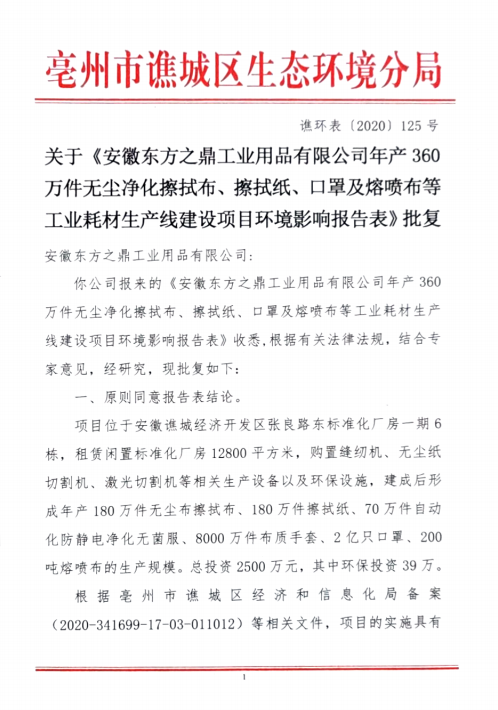 亳州市谯城区生态环境分局
谯环表〔2020〕125号
关于《安徽东方之鼎工业用品有限公司年产360
万件无尘净化擦拭布、擦拭纸、口罩及熔喷布等
工业耗材生产线建设项目环境影响报告表》批复
安徽东方之鼎工业用品有限公司:
你公司报来的《安徽东方之鼎工业用品有限公司年产360
万件无尘净化擦拭布、擦拭纸、口罩及熔喷布等工业耗材生产
线建设项目环境影响报告表》收悉,根据有关法律法规，结合专
家意见，经研究，现批复如下：
一、原则同意报告表结论。
项目位于安徽谯城经济开发区张良路东标准化厂房一期6
栋，租赁闲置标准化厂房12800平方米，购置缝纫机、无尘纸
切割机、激光切割机等相关生产设备以及环保设施，建成后形
成年产180万件无尘布擦拭布、180万件擦拭纸、70万件自动
化防静电净化无菌服、8000万件布质手套、2亿只口罩、200
吨熔喷布的生产规模。总投资2500万元，其中环保投资39万。
根据亳州市谯城区经济和信息化局备案
（2020-341699-17-03-011012）等相关文件，项目的实施具有
1